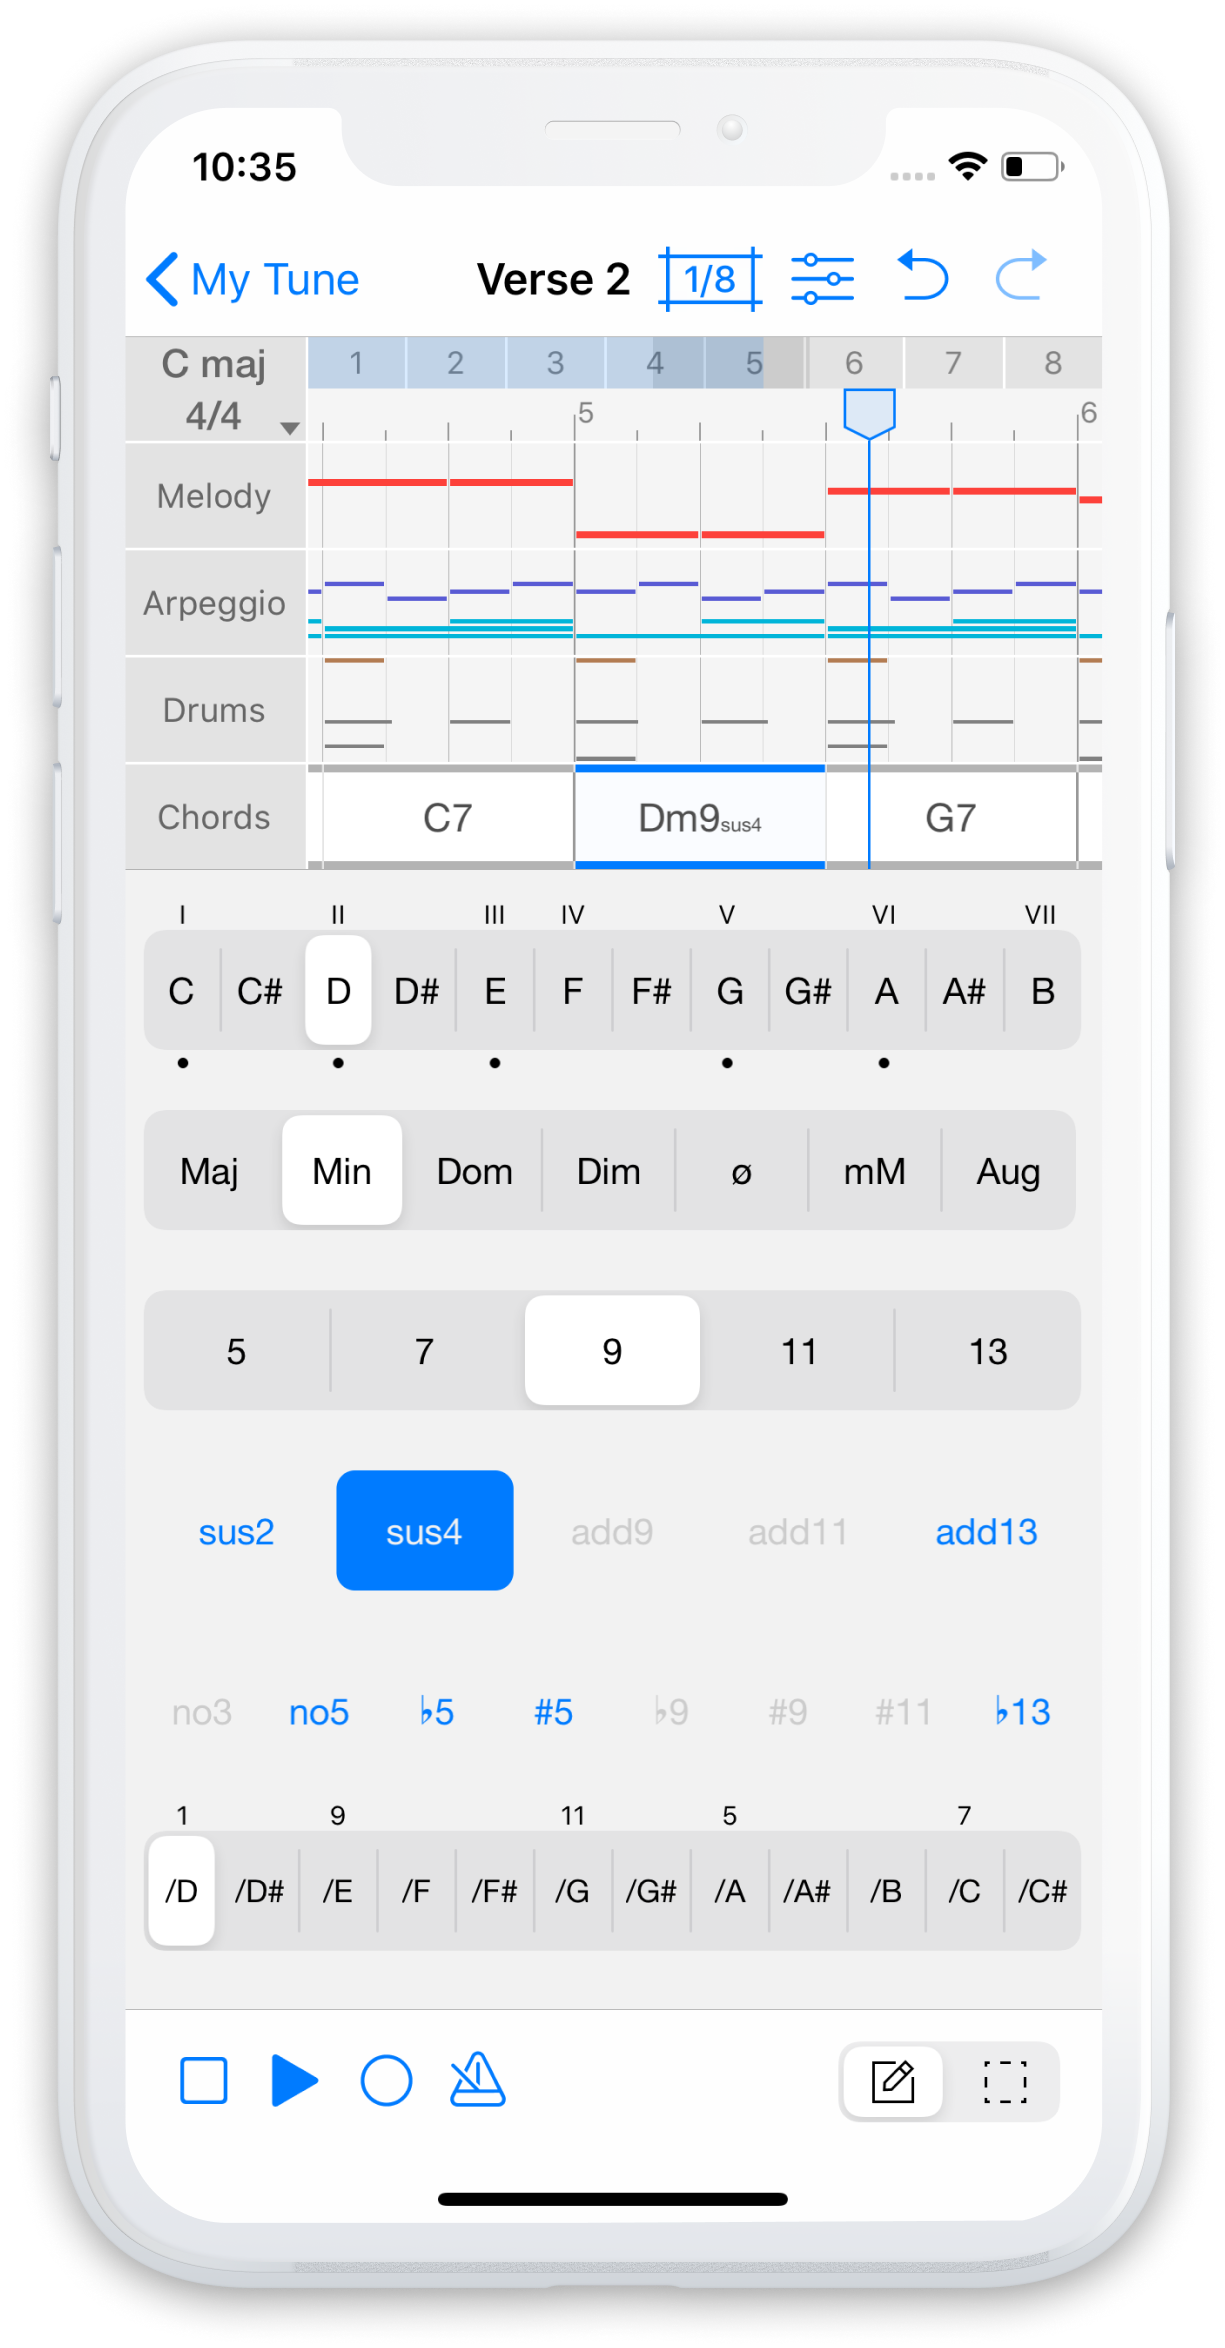 10:35
My Tune Verse 2 1/8
C maj 1 2 3 4 5 6 7 8
4/4 5 6
Melody
Arpeggio
Drums
Chords C7 Dm9sus4 G7
I II III IV V VI VII
C C# D D# E F F# G G# A A# B
Maj Min Dom Dim ø mM Aug
5 7 9 11 13
sus2 sus4 add9 add11 add13
no3 no5 ♭5 #5 ♭9 #9 #11 ♭13
1 9 11 5 7
/D /D# /E /F /F# /G /G# /A /A# /B /C /C#